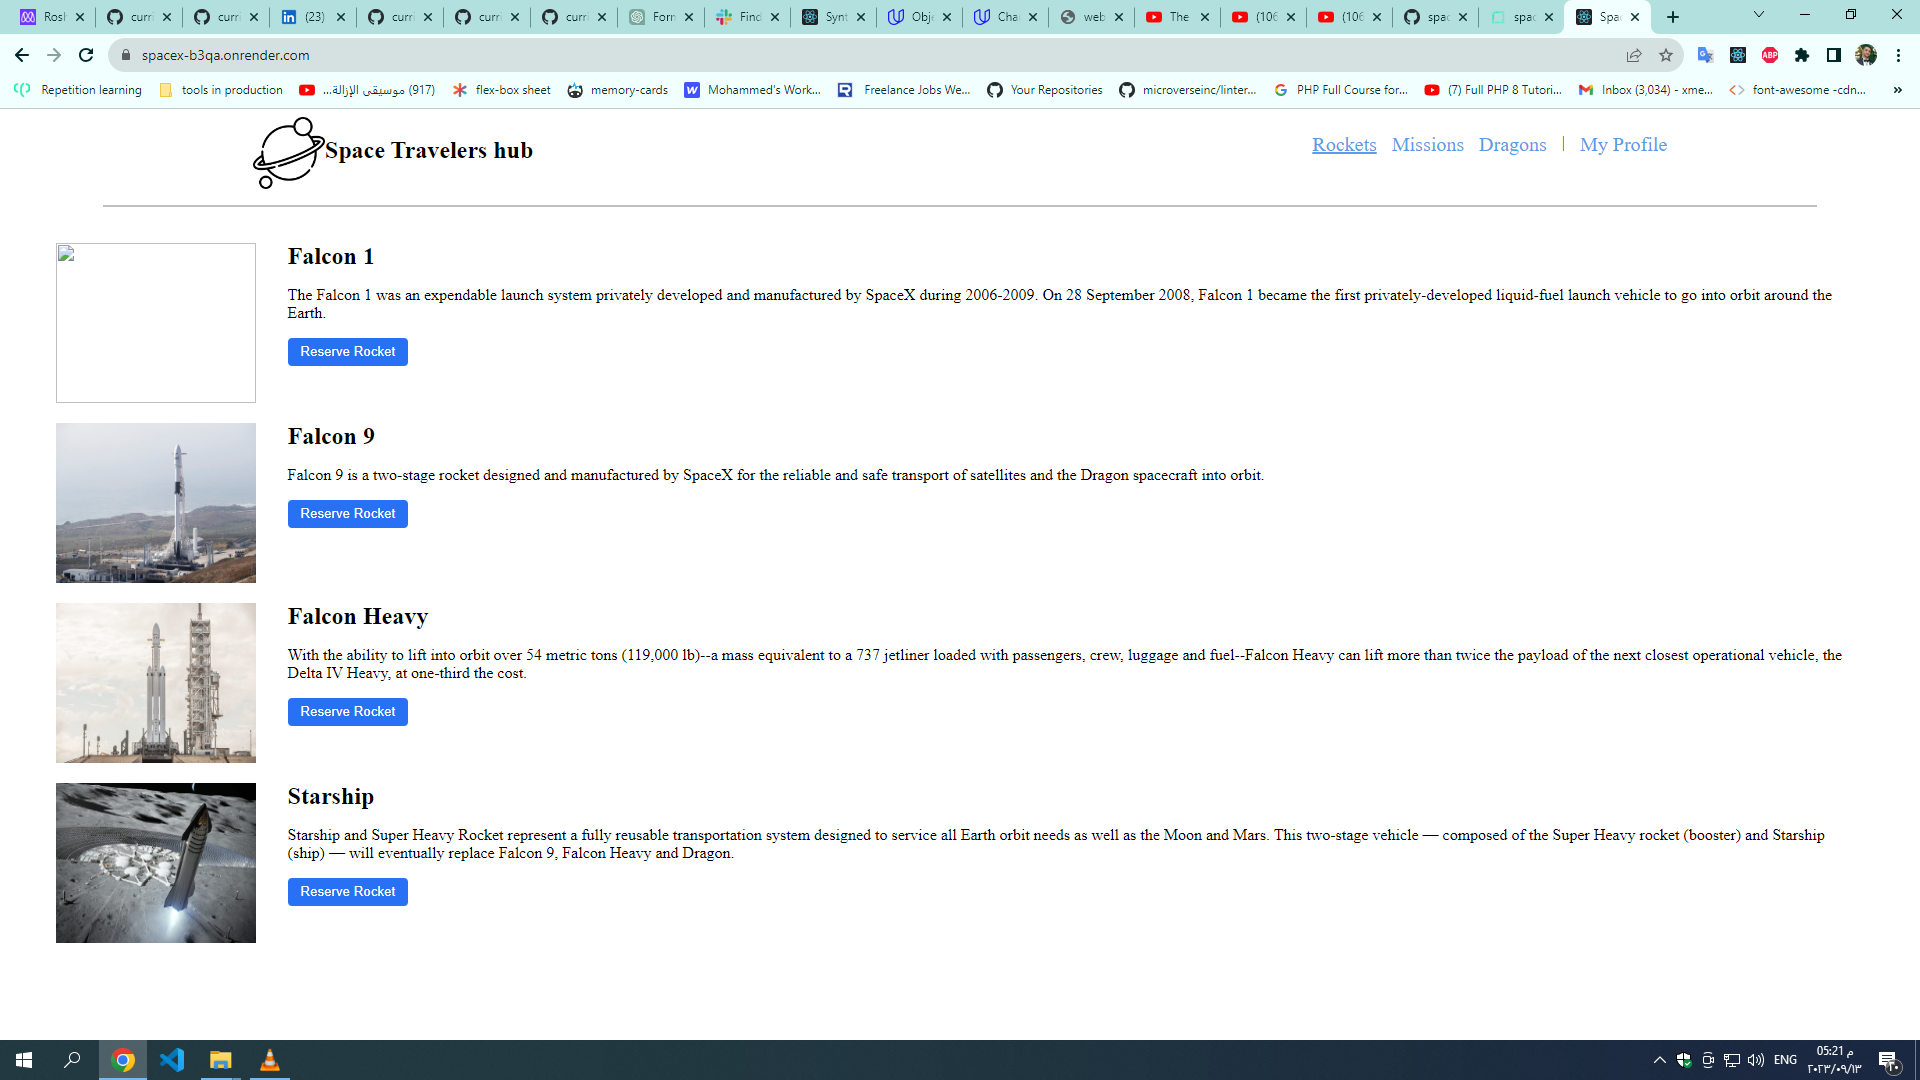 Rosh
curri
curri
(23)
curri
curri
curri
Form
Find
Synt
Obje
Chan
web
The
(106
(106
spac
spac
Spac
spacex-b3qa.onrender.com
ABP
Repetition learning
tools in production
(917) موسيقى الإزالة...
flex-box sheet
memory-cards
Mohammed's Work...
Freelance Jobs We...
Your Repositories
microverseinc/linter...
PHP Full Course for...
(7) Full PHP 8 Tutori...
Inbox (3,034) - xme...
font-awesome -cdn...
Space Travelers hub
Rockets
Missions
Dragons
My Profile
Falcon 1
The Falcon 1 was an expendable launch system privately developed and manufactured by SpaceX during 2006-2009. On 28 September 2008, Falcon 1 became the first privately-developed liquid-fuel launch vehicle to go into orbit around the
Earth.
Reserve Rocket
Falcon 9
Falcon 9 is a two-stage rocket designed and manufactured by SpaceX for the reliable and safe transport of satellites and the Dragon spacecraft into orbit.
Reserve Rocket
Falcon Heavy
With the ability to lift into orbit over 54 metric tons (119,000 lb)--a mass equivalent to a 737 jetliner loaded with passengers, crew, luggage and fuel--Falcon Heavy can lift more than twice the payload of the next closest operational vehicle, the
Delta IV Heavy, at one-third the cost.
Reserve Rocket
Starship
Starship and Super Heavy Rocket represent a fully reusable transportation system designed to service all Earth orbit needs as well as the Moon and Mars. This two-stage vehicle — composed of the Super Heavy rocket (booster) and Starship
(ship) — will eventually replace Falcon 9, Falcon Heavy and Dragon.
Reserve Rocket
ENG
05:21 م
٢٠٢٣/٠٩/١٣